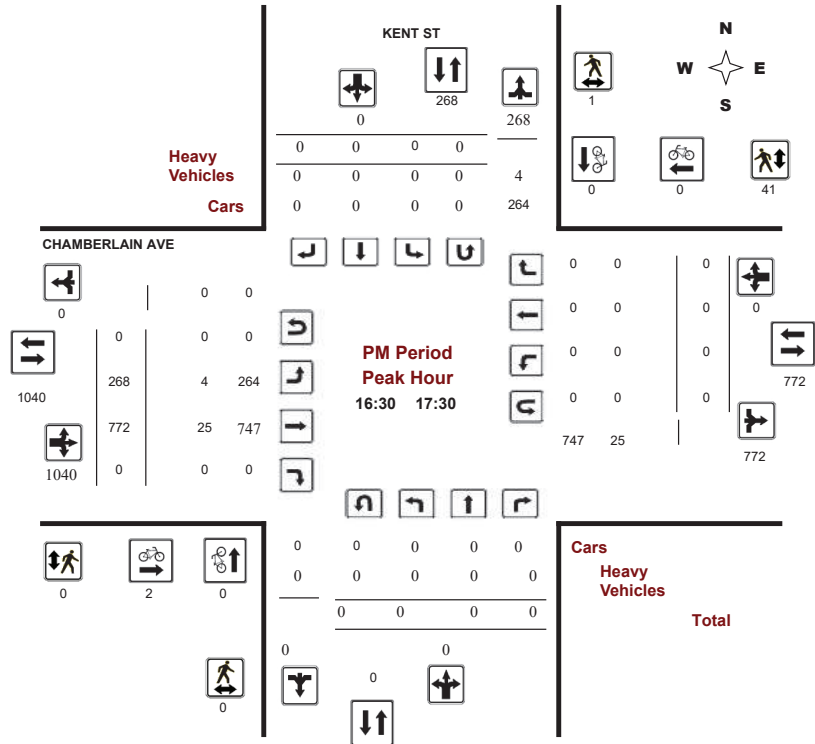 KENT ST
N
W E
S
268
1
0 268
0 0 0 0
Heavy
Vehicles
0 0 0 0 4
Cars
0 0 0 0 264
0 0 41
CHAMBERLAIN AVE
0 0
0
0 0 0
1040
268 4 264
772 25 747
1040
0 0 0
PM Period
Peak Hour
16:30 17:30
0 0 0
0
0 0 0
772
0 0 0
0 0 0
747 25
772
0 0 0 0 0
Cars
0 0 0 0 0
Heavy
Vehicles
0 0 0 0
Total
0 2 0
0 0
0
0